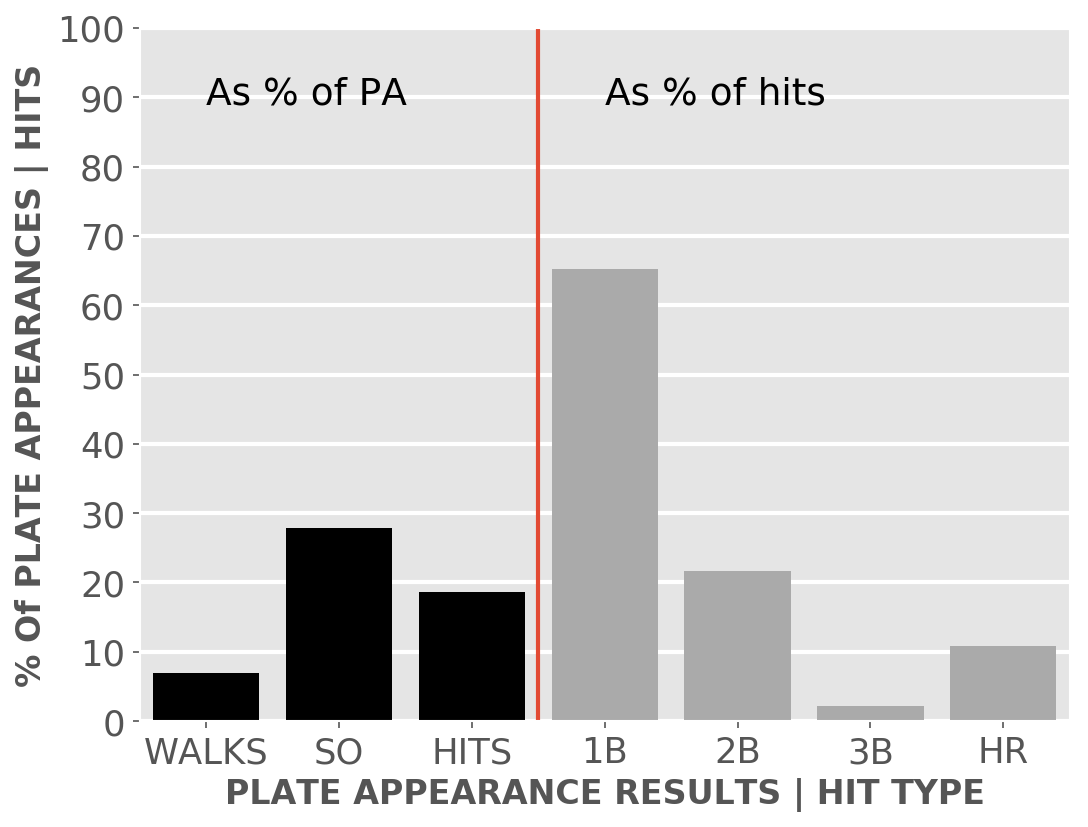 % Of PLATE APPEARANCES | HITS
100
90
80
70
60
50
40
30
20
10
0
As % of PA
As % of hits
WALKS SO HITS 1B 2B 3B HR
PLATE APPEARANCE RESULTS | HIT TYPE